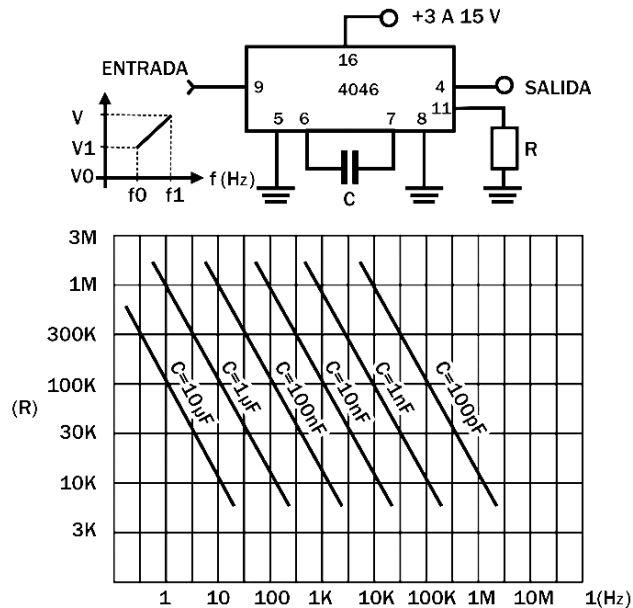 +3 A 15 V
ENTRADA
16
9
4046
4
SALIDA
11
5
6
7
8
R
C
V
V1
V0
f0
f1
f (Hz)
3M
1M
300K
100K
(R)
30K
10K
3K
C=10µF
C=1µF
C=100nF
C=10nF
C=1nF
C=100pF
1
10
100
1K
10K
100K
1M
10M
1(Hz)